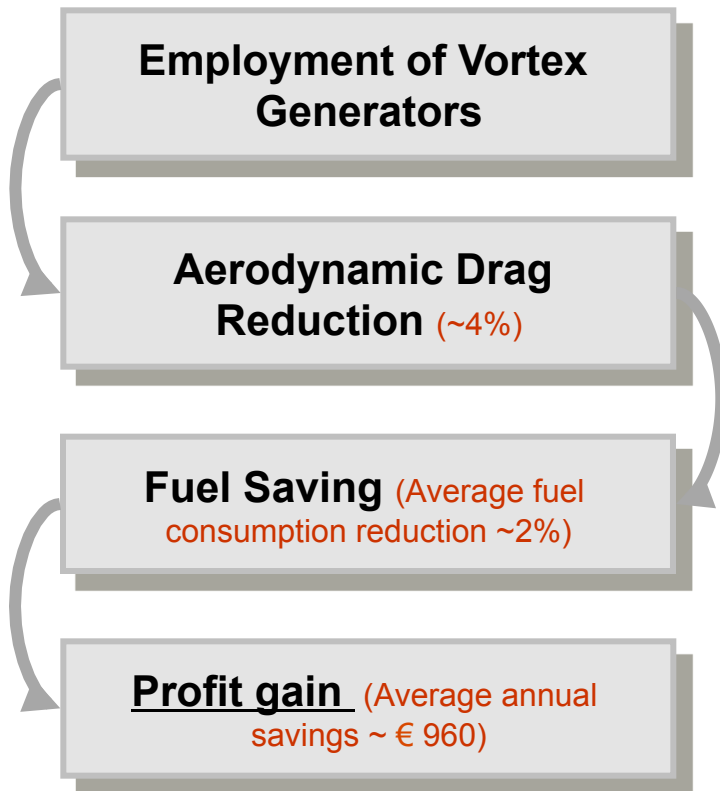 Employment of Vortex
Generators
Aerodynamic Drag
Reduction (~4%)
Fuel Saving (Average fuel
consumption reduction ~2%)
Profit gain (Average annual
savings ~ € 960)